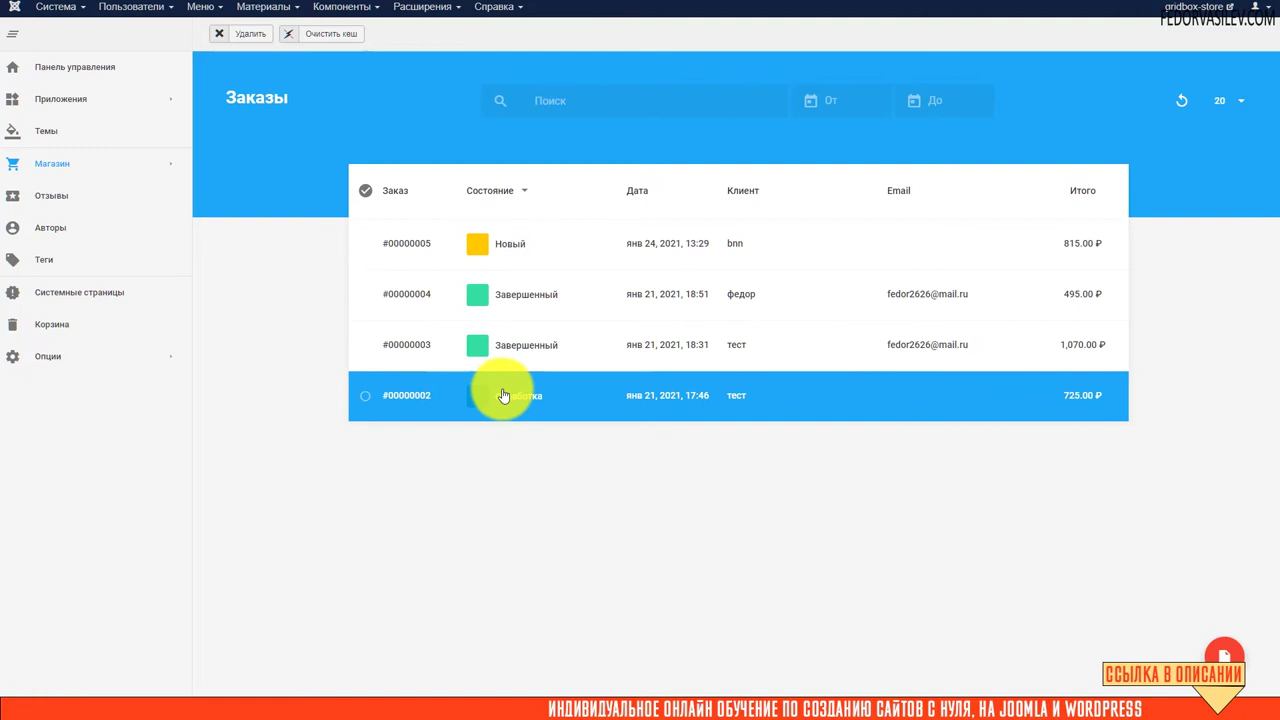 Система Пользователи Меню Материалы Компоненты Расширения Справка gridbox-store
FEDORVASILEV.COM
Удалить Очистить кеш
Панель управления
Приложения
Темы
Магазин
Отзывы
Авторы
Теги
Системные страницы
Корзина
Опции
Заказы Поиск От До 20
Заказ Состояние Дата Клиент Email Итого
#00000005 Новый янв 24, 2021, 13:29 bnn 815.00 ₽
#00000004 Завершенный янв 21, 2021, 18:51 федор fedor2626@mail.ru 495.00 ₽
#00000003 Завершенный янв 21, 2021, 18:31 тест fedor2626@mail.ru 1,070.00 ₽
#00000002 янв 21, 2021, 17:46 тест 725.00 ₽
ССЫЛКА В ОПИСАНИИ
ИНДИВИДУАЛЬНОЕ ОНЛАЙН ОБУЧЕНИЕ ПО СОЗДАНИЮ САЙТОВ С НУЛЯ, НА JOOMLA И WORDPRESS